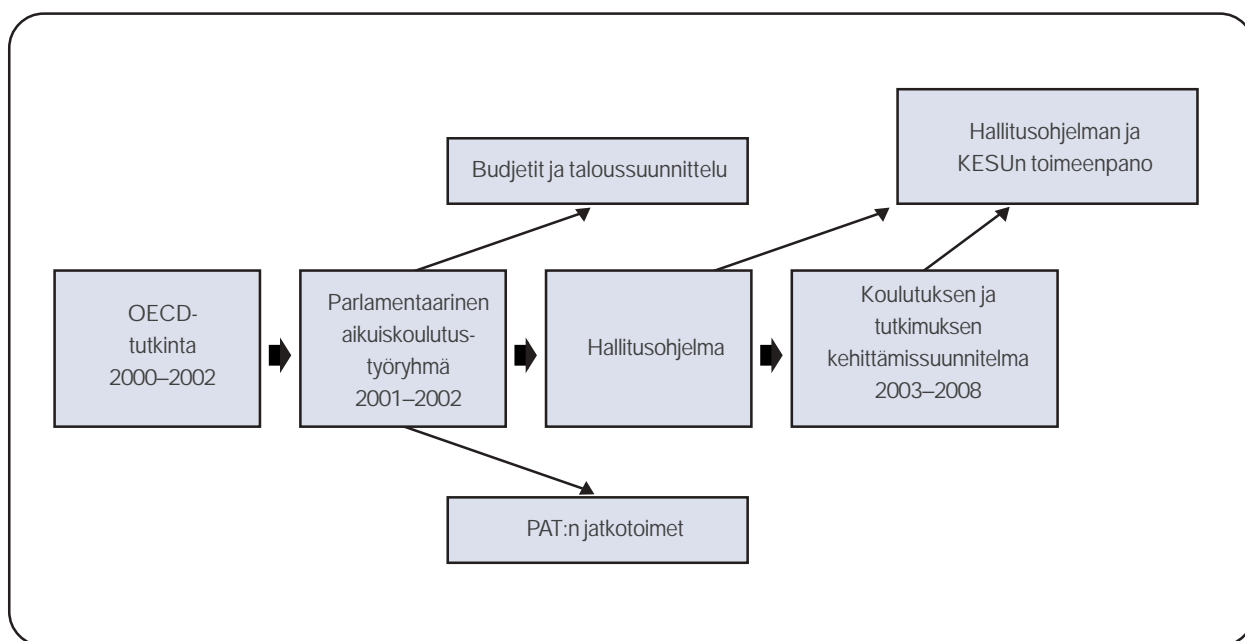 Hallitusohjelman ja
KESUn toimeenpano
Budjetit ja taloussuunnittelu
OECD-
tutkinta
2000–2002
Parlamentaarinen
aikuiskoulutus-
työryhmä
2001–2002
Hallitusohjelma
Koulutuksen ja
tutkimuksen
kehittämissuunnitelma
2003–2008
PAT:n jatkotoimet